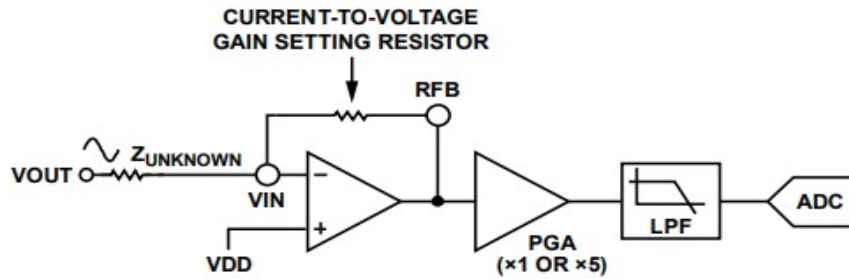 CURRENT-TO-VOLTAGE
GAIN SETTING RESISTOR
RFB
VOUT
ZUNKNOWN
VIN
−
+
VDD
PGA
(×1 OR ×5)
LPF
ADC